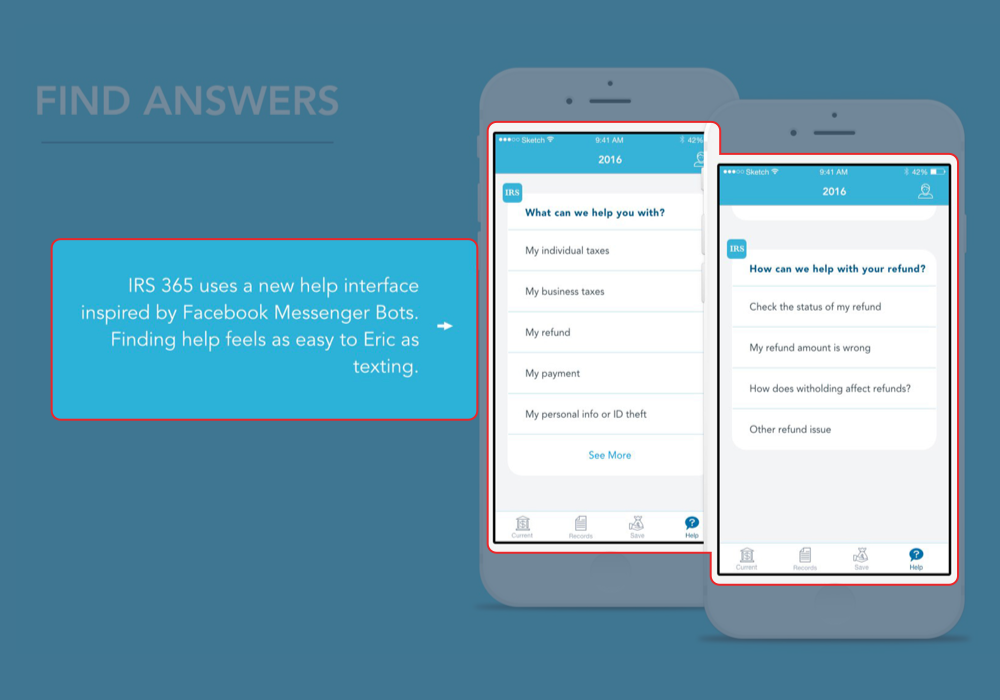 FIND ANSWERS
IRS 365 uses a new help interface
inspired by Facebook Messenger Bots.
Finding help feels as easy to Eric as
texting.
Sketch 9:41 AM 42%
2016
IRS
What can we help you with?
My individual taxes
My business taxes
My refund
My payment
My personal info or ID theft
See More
Current Records Save Help
Sketch 9:41 AM 42%
2016
IRS
How can we help with your refund?
Check the status of my refund
My refund amount is wrong
How does witholding affect refunds?
Other refund issue
Current Records Save Help